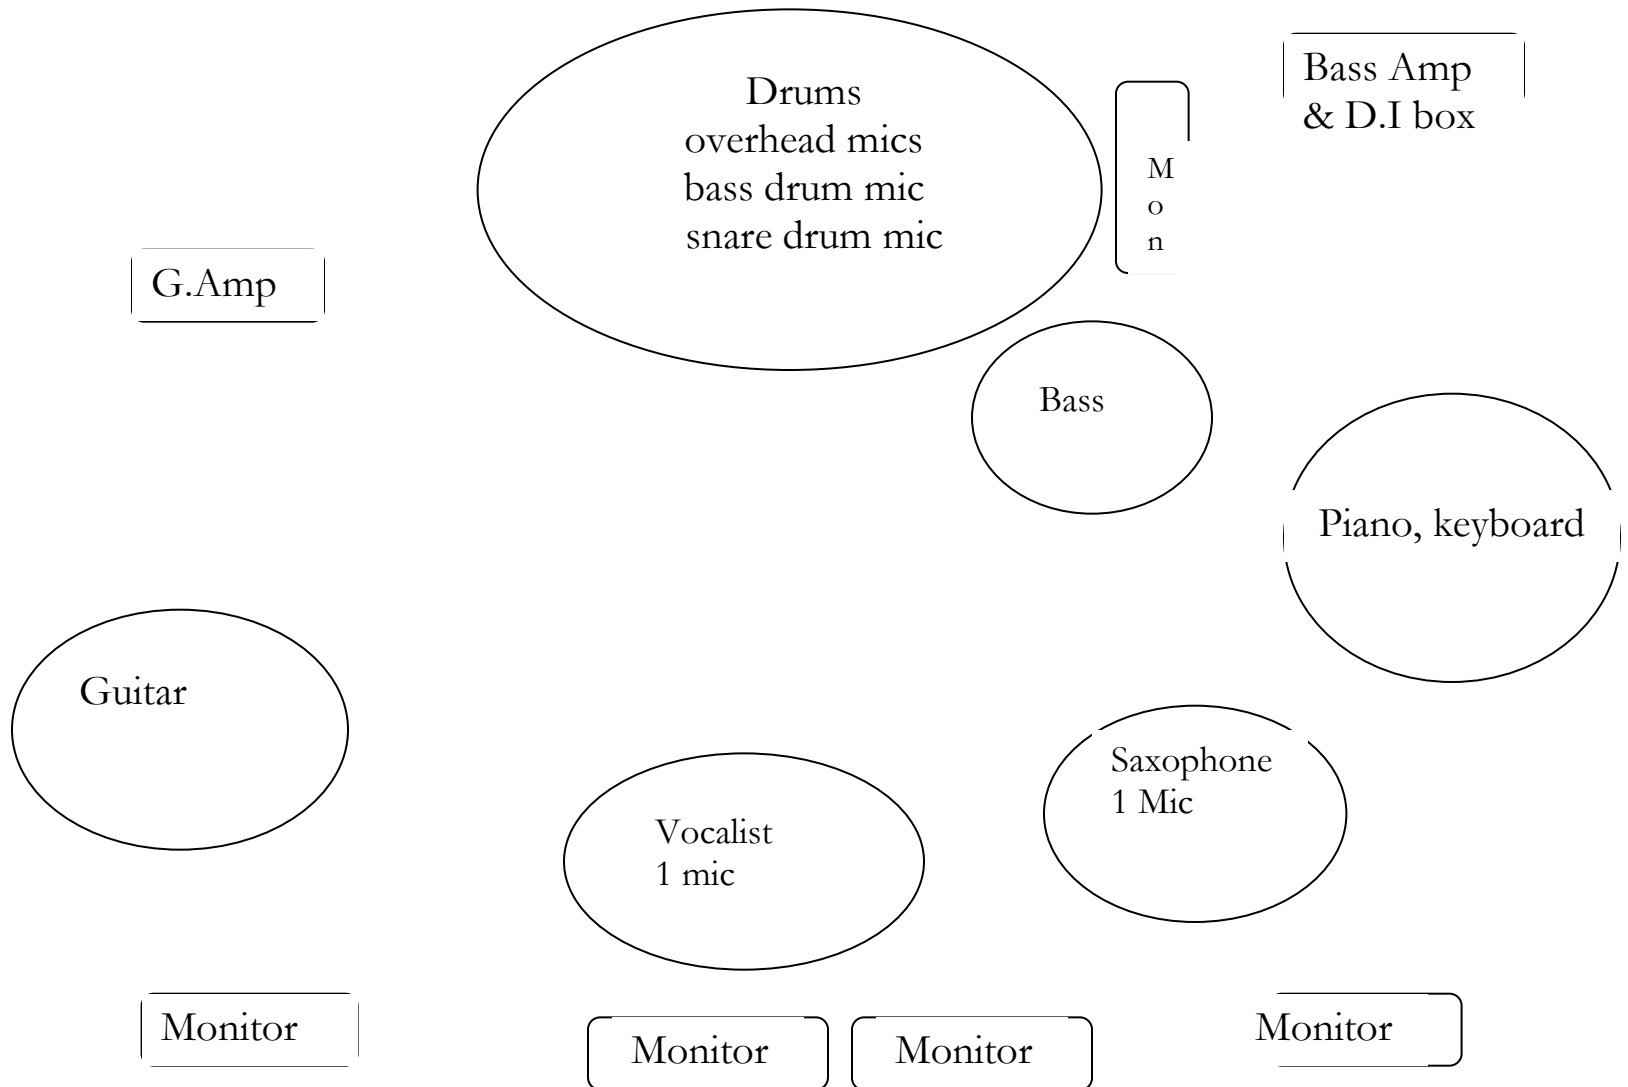 Drums
overhead mics
bass drum mic
snare drum mic
Bass Amp
& D.I box
M
o
n
G.Amp
Bass
Piano, keyboard
Guitar
Saxophone
1 Mic
Vocalist
1 mic
Monitor
Monitor
Monitor
Monitor